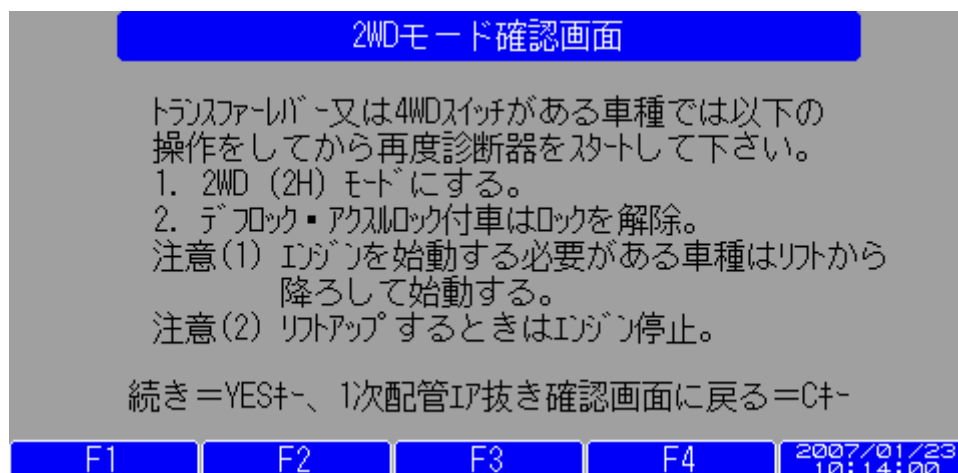 2WDモード確認画面
ﾄﾗﾝｽﾌｧｰﾚﾊﾞｰ又は4WDｽｲｯﾁがある車種では以下の
操作をしてから再度診断器をｽﾀｰﾄして下さい。
1. 2WD (2H) ﾓｰﾄﾞにする。
2. ﾃﾞﾌﾛｯｸ・ｱｸｽﾙﾛｯｸ付車はﾛｯｸを解除。
注意(1) ｴﾝｼﾞﾝを始動する必要がある車種はﾘﾌﾄから
降ろして始動する。
注意(2) ﾘﾌﾄｱｯﾌﾟするときはｴﾝｼﾞﾝ停止。
続き＝YESｷｰ、1次配管ｴｱ抜き確認画面に戻る＝Cｷｰ
F1 F2 F3 F4 2007/01/23
10:14:00